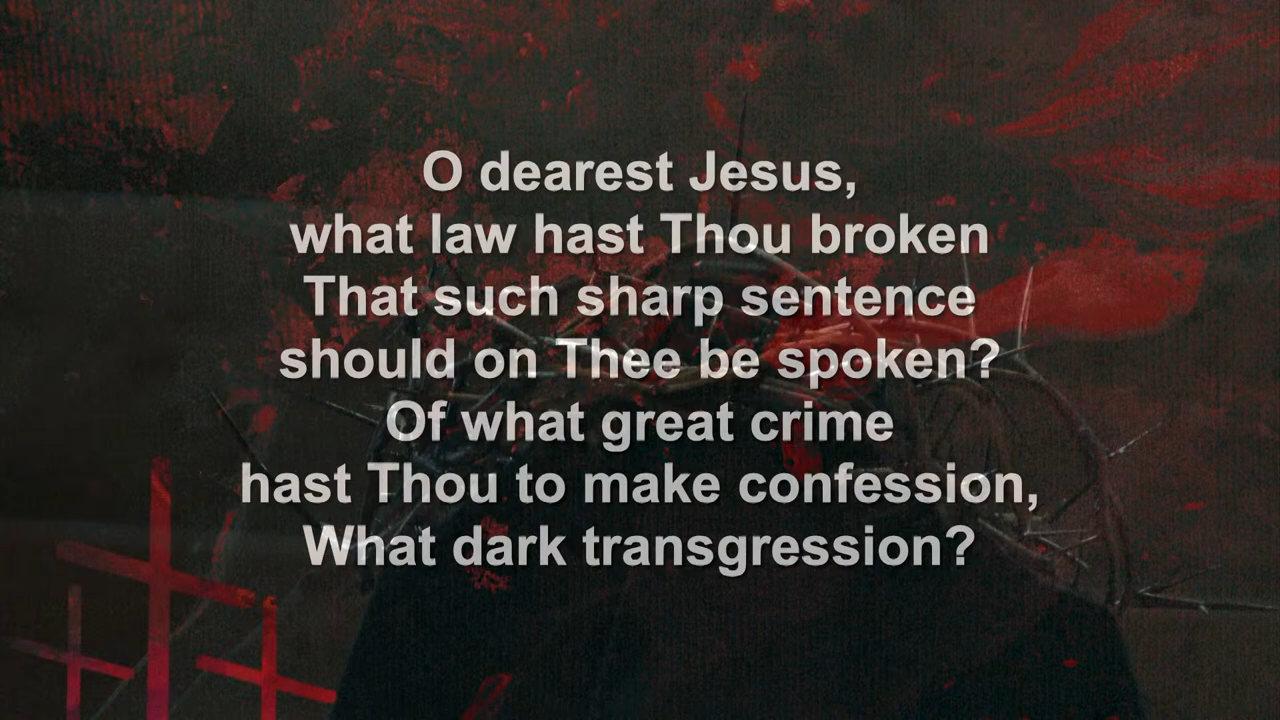 O dearest Jesus,
what law hast Thou broken
That such sharp sentence
should on Thee be spoken?
Of what great crime
hast Thou to make confession,
What dark transgression?